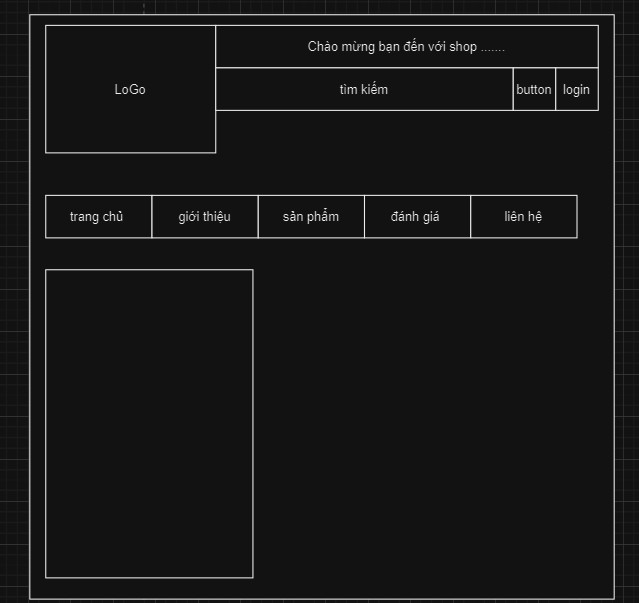 Chào mừng bạn đến với shop .......
LoGo
tìm kiếm
button
login
trang chủ
giới thiệu
sản phẩm
đánh giá
liên hệ